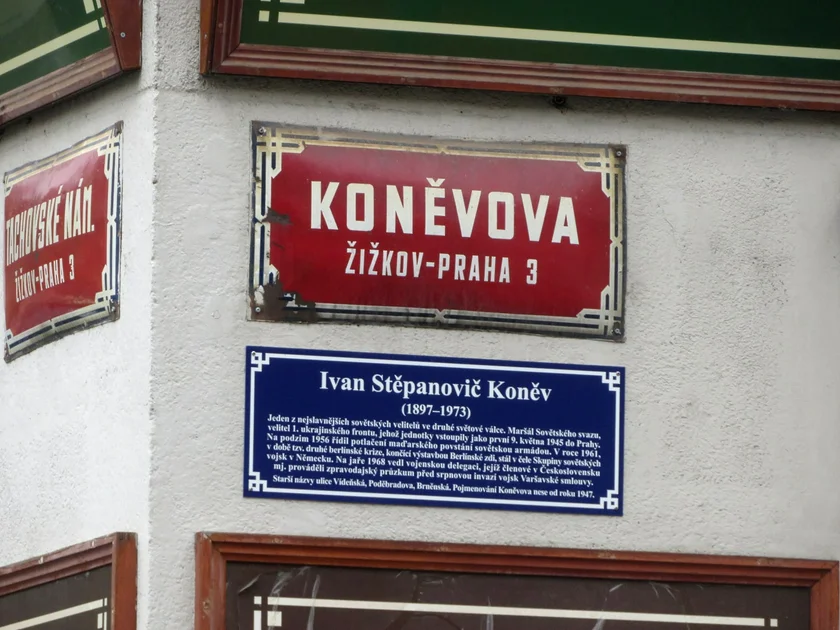 TACHOVSKÉ NÁM.
ŽIŽKOV-PRAHA 3
KONĚVOVA
ŽIŽKOV-PRAHA 3
Ivan Stěpanovič Koněv
(1897–1973)
Jeden z nejslavnějších sovětských velitelů ve druhé světové válce. Maršál Sovětského svazu,
velitel 1. ukrajinského frontu, jehož jednotky vstoupily jako první 9. května 1945 do Prahy.
Na podzim 1956 řídil potlačení maďarského povstání sovětskou armádou. V roce 1961,
v době tzv. druhé berlínské krize, končící výstavbou Berlínské zdi, stál v čele Skupiny sovětských
vojsk v Německu. Na jaře 1968 vedl vojenskou delegaci, jejíž členové v Československu
mj. prováděli zpravodajský průzkum před srpnovou invazí vojsk Varšavské smlouvy.
Starší názvy ulice Vídeňská, Poděbradova, Brněnská. Pojmenování Koněvova nese od roku 1947.